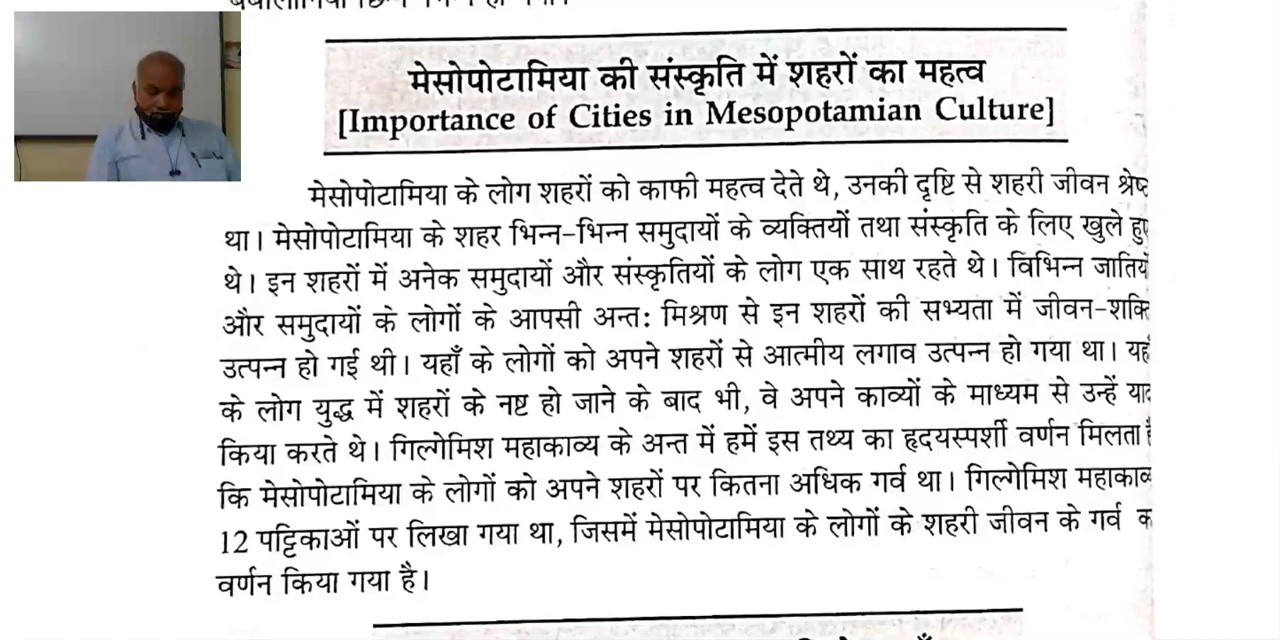 मेसोपोटामिया की संस्कृति में शहरों का महत्व
[Importance of Cities in Mesopotamian Culture]
मेसोपोटामिया के लोग शहरों को काफी महत्व देते थे, उनकी दृष्टि से शहरी जीवन श्रेष्ठ
था। मेसोपोटामिया के शहर भिन्न-भिन्न समुदायों के व्यक्तियों तथा संस्कृति के लिए खुले हुए
थे। इन शहरों में अनेक समुदायों और संस्कृतियों के लोग एक साथ रहते थे। विभिन्न जातियों
और समुदायों के लोगों के आपसी अन्त: मिश्रण से इन शहरों की सभ्यता में जीवन-शक्ति
उत्पन्न हो गई थी। यहाँ के लोगों को अपने शहरों से आत्मीय लगाव उत्पन्न हो गया था। यहाँ
के लोग युद्ध में शहरों के नष्ट हो जाने के बाद भी, वे अपने काव्यों के माध्यम से उन्हें याद
किया करते थे। गिल्गेमिश महाकाव्य के अन्त में हमें इस तथ्य का हृदयस्पर्शी वर्णन मिलता है
कि मेसोपोटामिया के लोगों को अपने शहरों पर कितना अधिक गर्व था। गिल्गेमिश महाकाव्य
12 पट्टिकाओं पर लिखा गया था, जिसमें मेसोपोटामिया के लोगों के शहरी जीवन के गर्व का
वर्णन किया गया है।